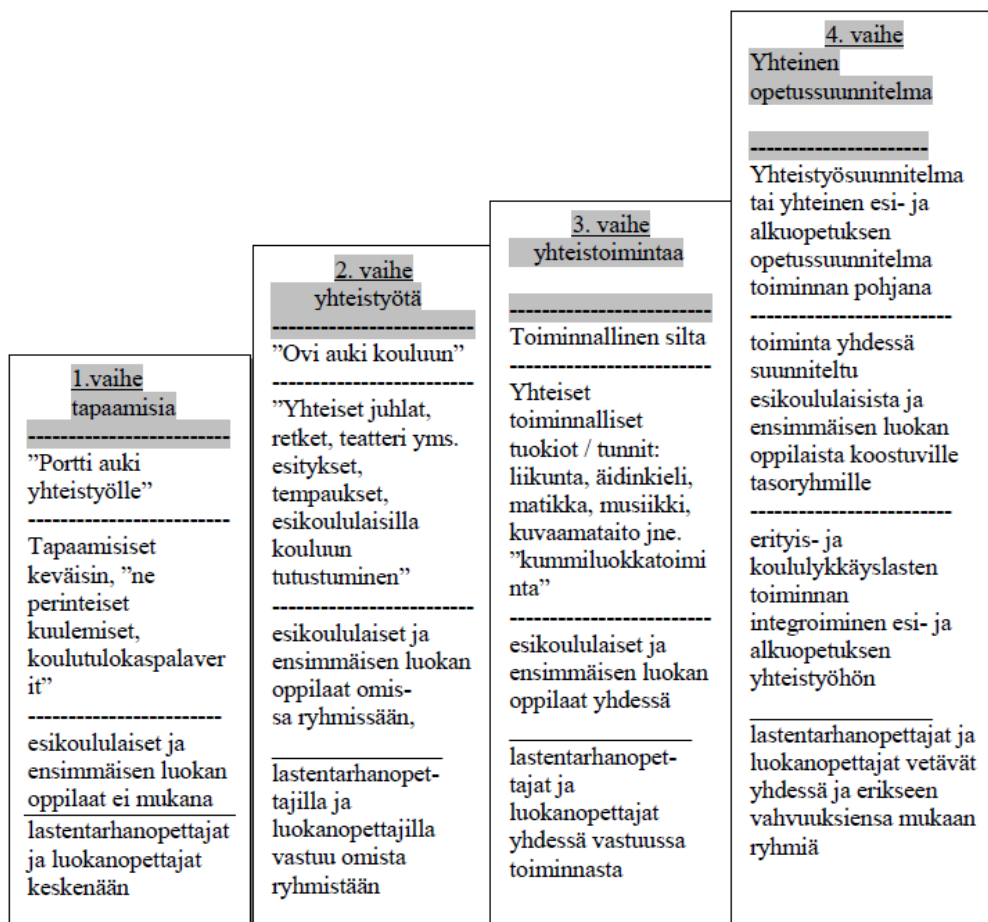 1.vaihe
tapaamisia
-------------------------
”Portti auki
yhteistyölle”
-------------------------
Tapaamisiset
keväisin, ”ne
perinteiset
kuulemiset,
koulutulokaspalaver
it”
------------------------
esikoululaiset ja
ensimmäisen luokan
oppilaat ei mukana
lastentarhanopettajat
ja luokanopettajat
keskenään
2. vaihe
yhteistyötä
-------------------------
”Ovi auki kouluun”
-------------------------
”Yhteiset juhlat,
retket, teatteri yms.
esitykset,
tempaukset,
esikoululaisilla
kouluun
tutustuminen”
-------------------------
esikoululaiset ja
ensimmäisen luokan
oppilaat omis-
sa ryhmissään,
lastentarhanopet-
tajilla ja
luokanopettajilla
vastuu omista
ryhmistään
3. vaihe
yhteistoimintaa
-------------------------
Toiminnallinen silta
-------------------------
Yhteiset
toiminnalliset
tuokiot / tunnit:
liikunta, äidinkieli,
matikka, musiikki,
kuvaamataito jne.
”kummiluokkatoimi
nta”
-------------------------
esikoululaiset ja
ensimmäisen luokan
oppilaat yhdessä
lastentarhanopet-
tajat ja
luokanopettajat
yhdessä vastuussa
toiminnasta
4. vaihe
Yhteinen
opetussuunnitelma
----------------------
Yhteistyösuunnitelma
tai yhteinen esi- ja
alkuopetuksen
opetussuunnitelma
toiminnan pohjana
-------------------------
toiminta yhdessä
suunniteltu
esikoululaisista ja
ensimmäisen luokan
oppilaista koostuville
tasoryhmille
-------------------------
erityis- ja
koululykkäyslasten
toiminnan
integroiminen esi- ja
alkuopetuksen
yhteistyöhön
lastentarhanopettajat ja
luokanopettajat vetävät
yhdessä ja erikseen
vahvuuksiensa mukaan
ryhmiä